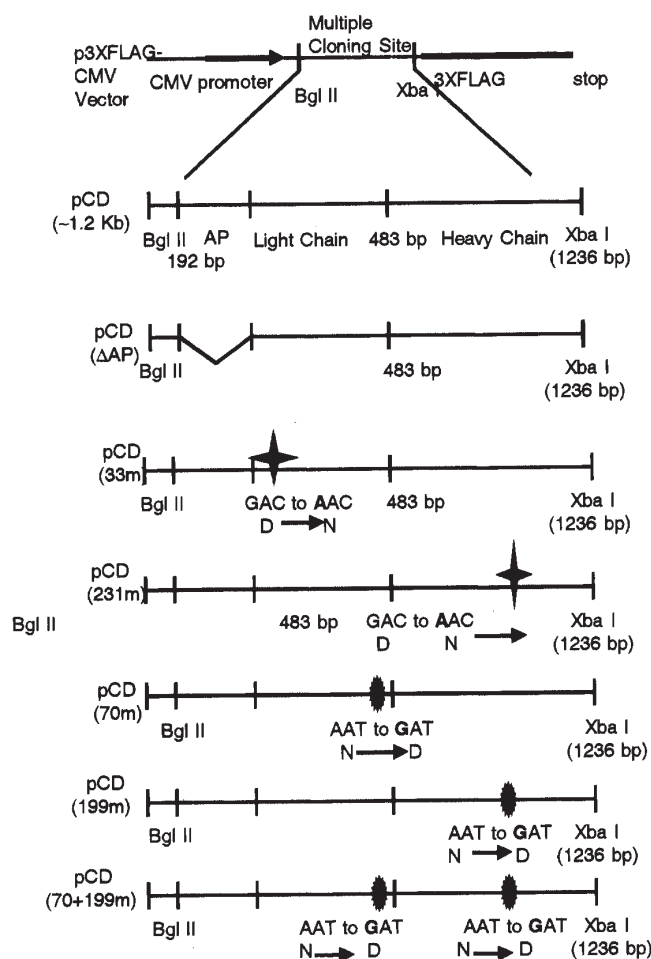 Multiple
Cloning Site
p3XFLAG-
CMV
Vector
CMV promoter
Bgl II
Xba I
3XFLAG
stop
pCD
(~1.2 Kb)
Bgl II AP Light Chain 483 bp Heavy Chain Xba I
192 bp (1236 bp)
pCD
(ΔAP)
Bgl II 483 bp Xba I
(1236 bp)
pCD
(33m)
Bgl II GAC to AAC 483 bp Xba I
D N (1236 bp)
pCD
(231m)
Bgl II 483 bp GAC to AAC Xba I
D N (1236 bp)
pCD
(70m)
Bgl II AAT to GAT Xba I
N D (1236 bp)
pCD
(199m)
Bgl II AAT to GAT Xba I
N D (1236 bp)
pCD
(70+199m)
Bgl II AAT to GAT AAT to GAT Xba I
N D N D (1236 bp)